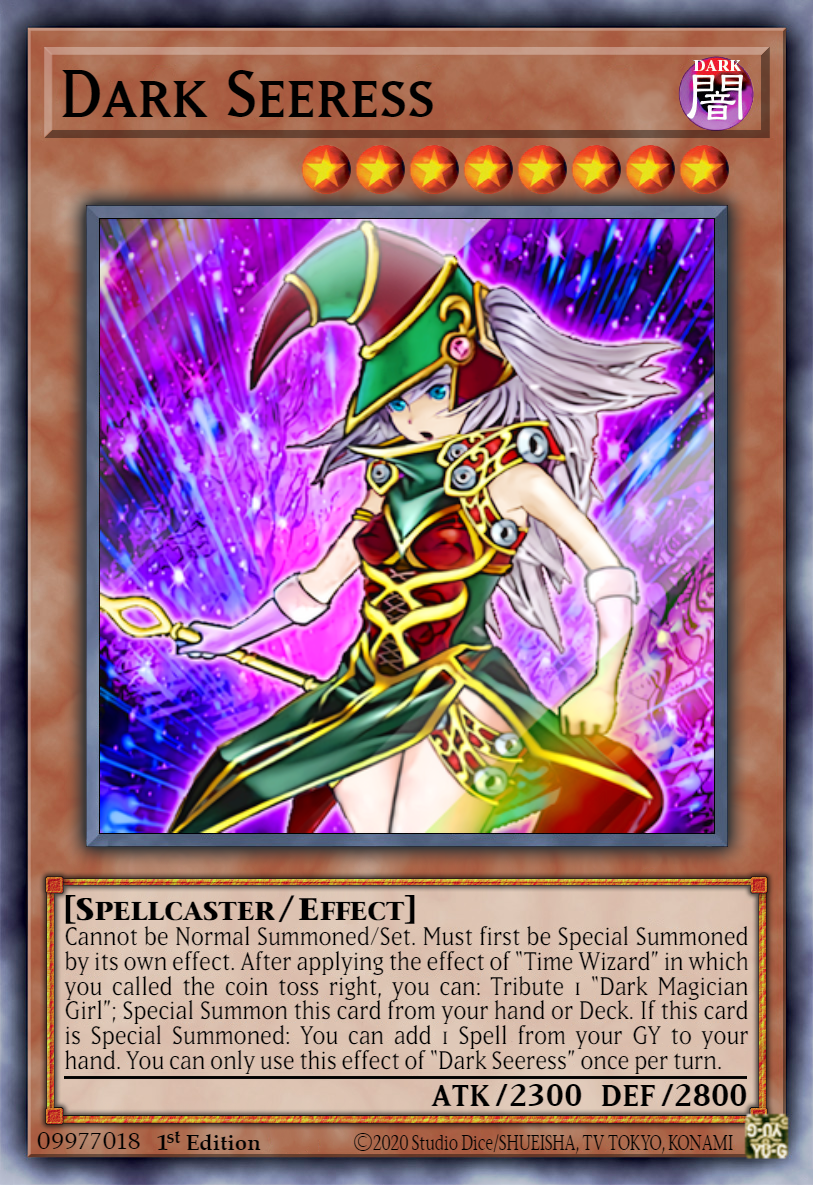 Dark Seeress
DARK
闇
[Spellcaster/Effect]
Cannot be Normal Summoned/Set. Must first be Special Summoned
by its own effect. After applying the effect of “Time Wizard” in which
you called the coin toss right, you can: Tribute 1 “Dark Magician
Girl”; Special Summon this card from your hand or Deck. If this card
is Special Summoned: You can add 1 Spell from your GY to your
hand. You can only use this effect of “Dark Seeress” once per turn.
ATK/2300 DEF/2800
09977018 1st Edition ©2020 Studio Dice/SHUEISHA, TV TOKYO, KONAMI